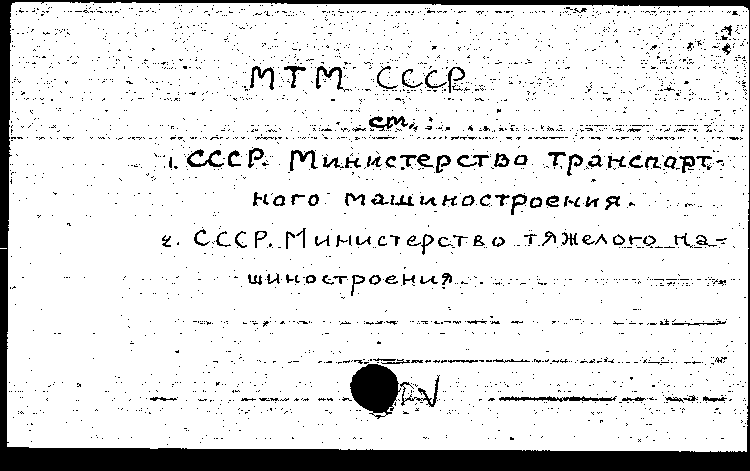 МТМ СССР
см.:
1. СССР. Министерство транспорт-
ного машиностроения.
2. СССР. Министерство тяжелого ма-
шиностроения